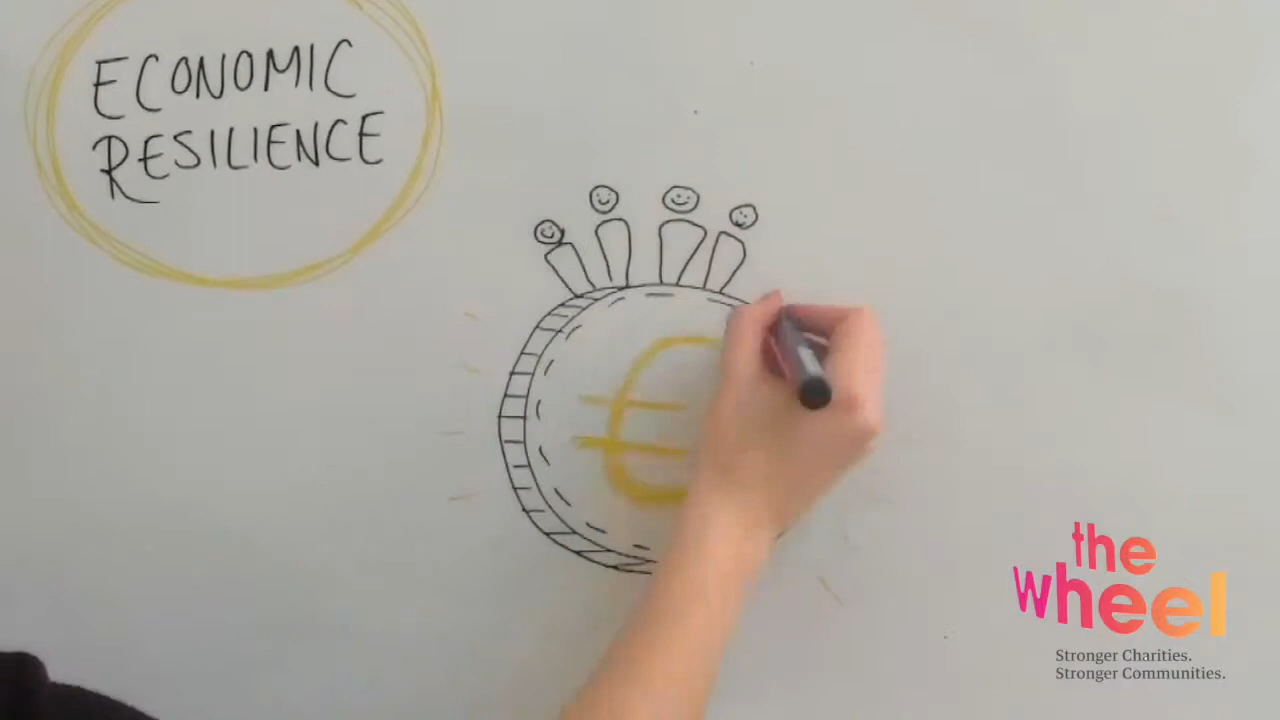 ECONOMIC
RESILIENCE
€
the
wheel
Stronger Charities.
Stronger Communities.